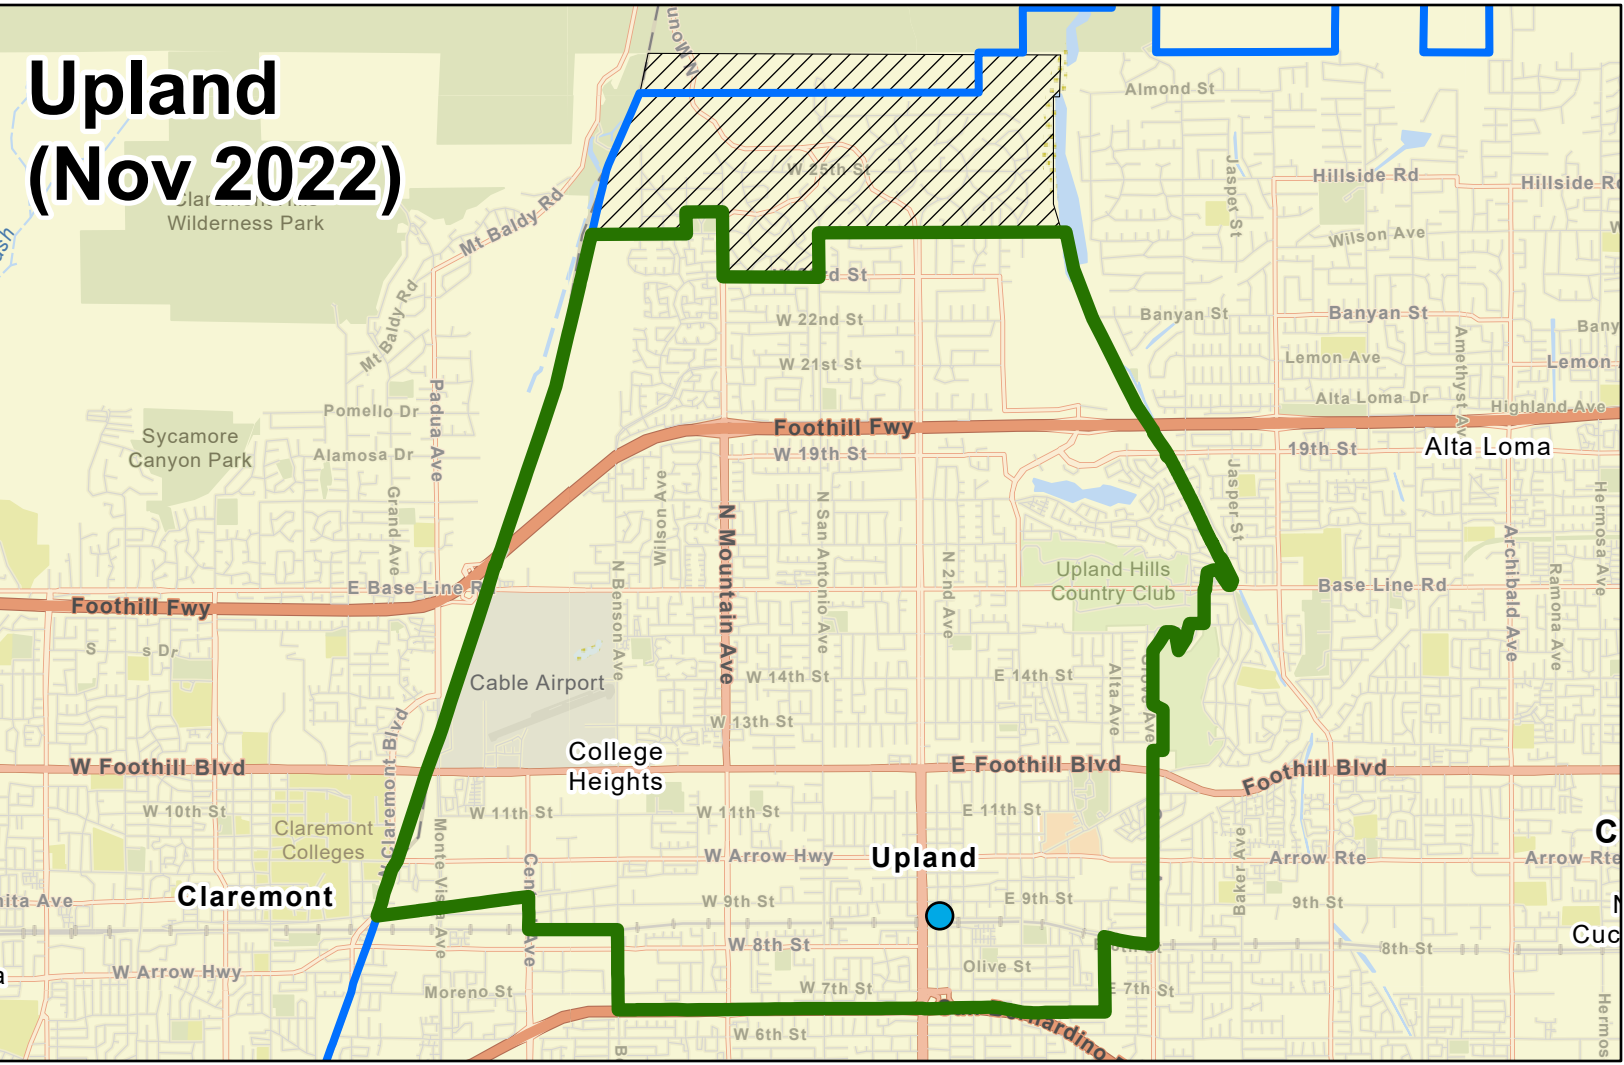 Upland
(Nov 2022)
Wilderness Park
Mt Baldy Rd
Mt Baldy Rd
W 25th St
Almond St
Jasper St
Hillside Rd
Hillside Rd
Wilson Ave
rd St
W 22nd St
W 21st St
Banyan St
Banyan St
Lemon Ave
Lemon
Amethyst Av
Alta Loma Dr
Highland Ave
Pomello Dr
Padua Ave
Sycamore
Canyon Park
Alamosa Dr
Grand Ave
Foothill Fwy
W 19th St
19th St
Alta Loma
Wilson Ave
N Mountain Ave
N San Antonio Ave
N 2nd Ave
N Benson Ave
Jasper St
Hermosa Ave
Archibald Ave
Ramona Ave
Upland Hills
Country Club
E Base Line R
Base Line Rd
Foothill Fwy
S s Dr
Cable Airport
W 14th St
E 14th St
Alta Ave
Grove Ave
W 13th St
N Claremont Blvd
College
Heights
W Foothill Blvd
E Foothill Blvd
Foothill Blvd
W 10th St
W 11th St
W 11th St
E 11th St
Claremont
Colleges
Monte Vista Ave
W Arrow Hwy
Upland
Baker Ave
Arrow Rte
Arrow Rte
C
Claremont
W 9th St
E 9th St
9th St
W 8th St
8th St
Cuc
W Arrow Hwy
Olive St
Moreno St
W 7th St
E 7th St
W 6th St
Hermos